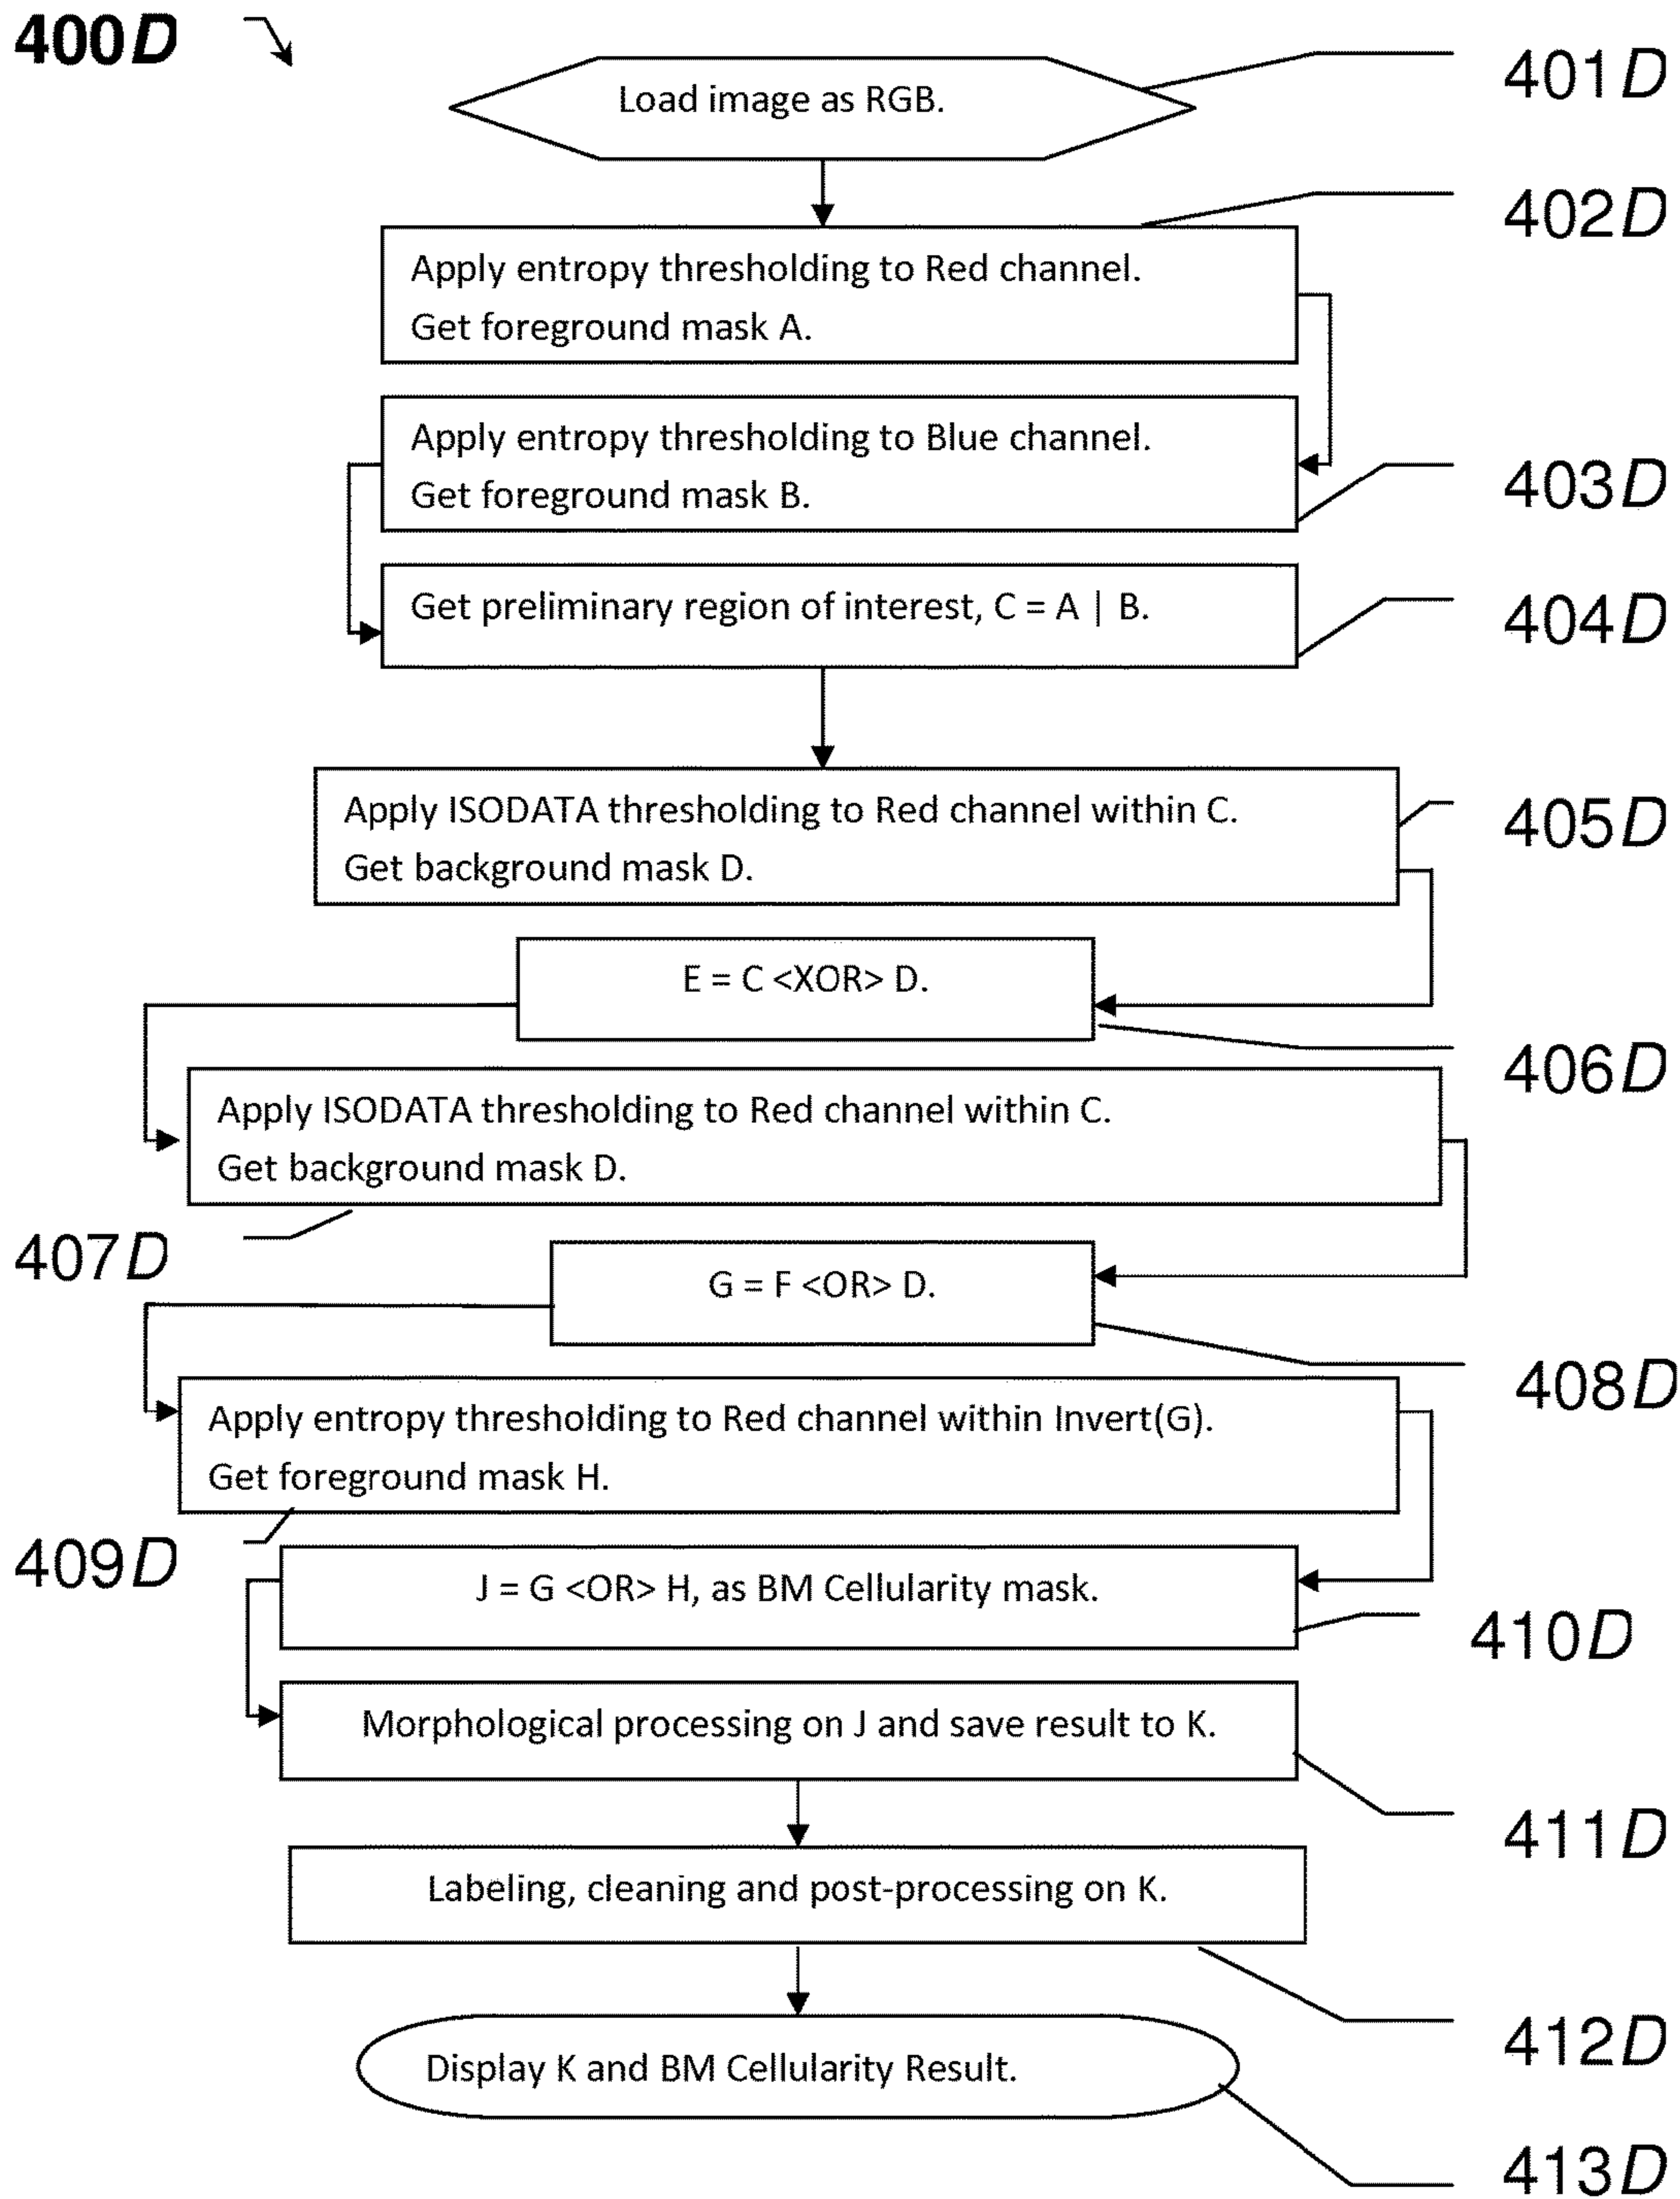 400D
Load image as RGB.
401D
402D
Apply entropy thresholding to Red channel.
Get foreground mask A.
Apply entropy thresholding to Blue channel.
Get foreground mask B.
403D
Get preliminary region of interest, C = A | B.
404D
Apply ISODATA thresholding to Red channel within C.
Get background mask D.
405D
E = C <XOR> D.
406D
Apply ISODATA thresholding to Red channel within C.
Get background mask D.
407D
G = F <OR> D.
408D
Apply entropy thresholding to Red channel within Invert(G).
Get foreground mask H.
409D
J = G <OR> H, as BM Cellularity mask.
410D
Morphological processing on J and save result to K.
411D
Labeling, cleaning and post-processing on K.
412D
Display K and BM Cellularity Result.
413D